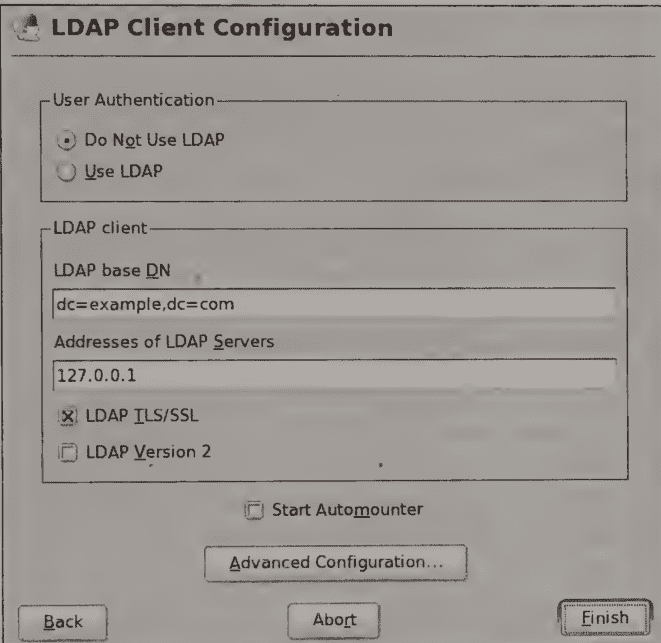 LDAP Client Configuration
User Authentication
Do Not Use LDAP
Use LDAP
LDAP client
LDAP base DN
dc=example,dc=com
Addresses of LDAP Servers
127.0.0.1
LDAP TLS/SSL
LDAP Version 2
Start Automounter
Advanced Configuration...
Back Abort Finish